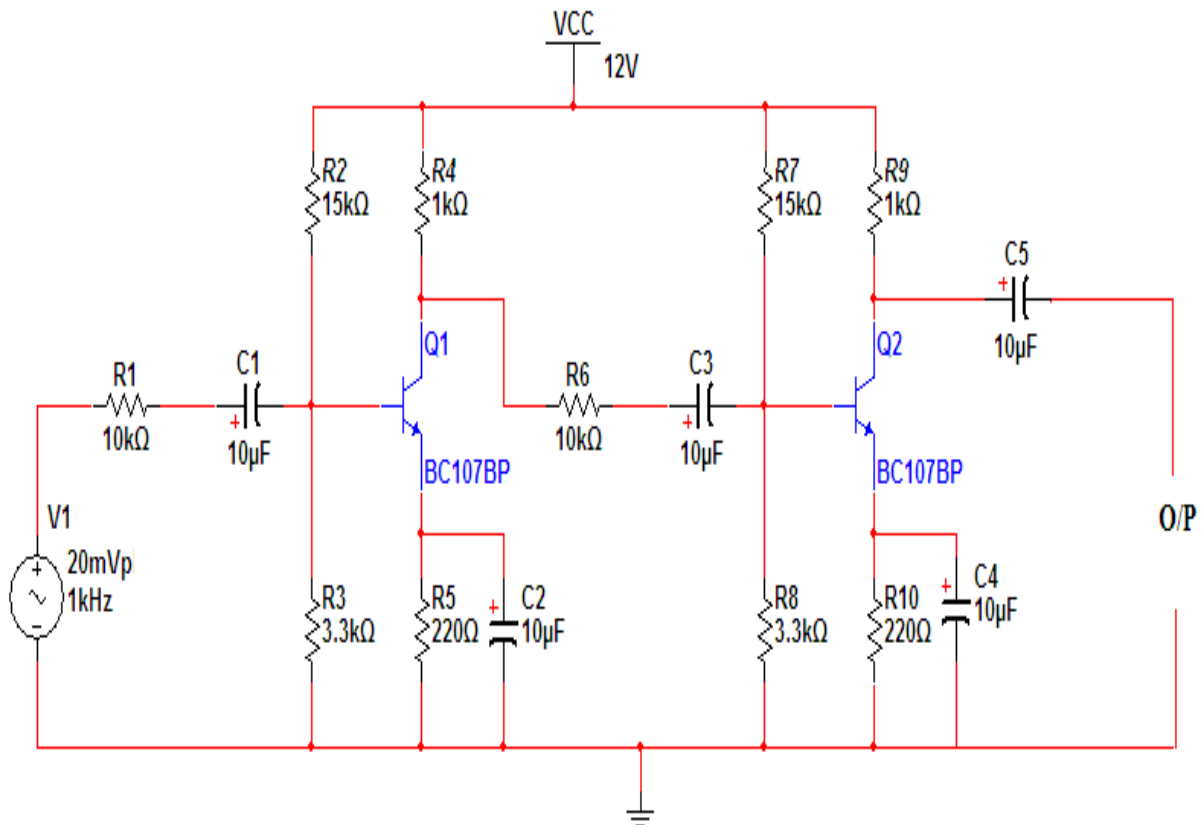 VCC
12V
R2
15kΩ
R4
1kΩ
R7
15kΩ
R9
1kΩ
C5
+
10µF
Q1
Q2
R1
10kΩ
C1
+
10µF
R6
10kΩ
C3
+
10µF
BC107BP
BC107BP
V1
20mVp
1kHz
+
O/P
R3
3.3kΩ
R5
220Ω
+
C2
10µF
R8
3.3kΩ
R10
220Ω
+
C4
10µF